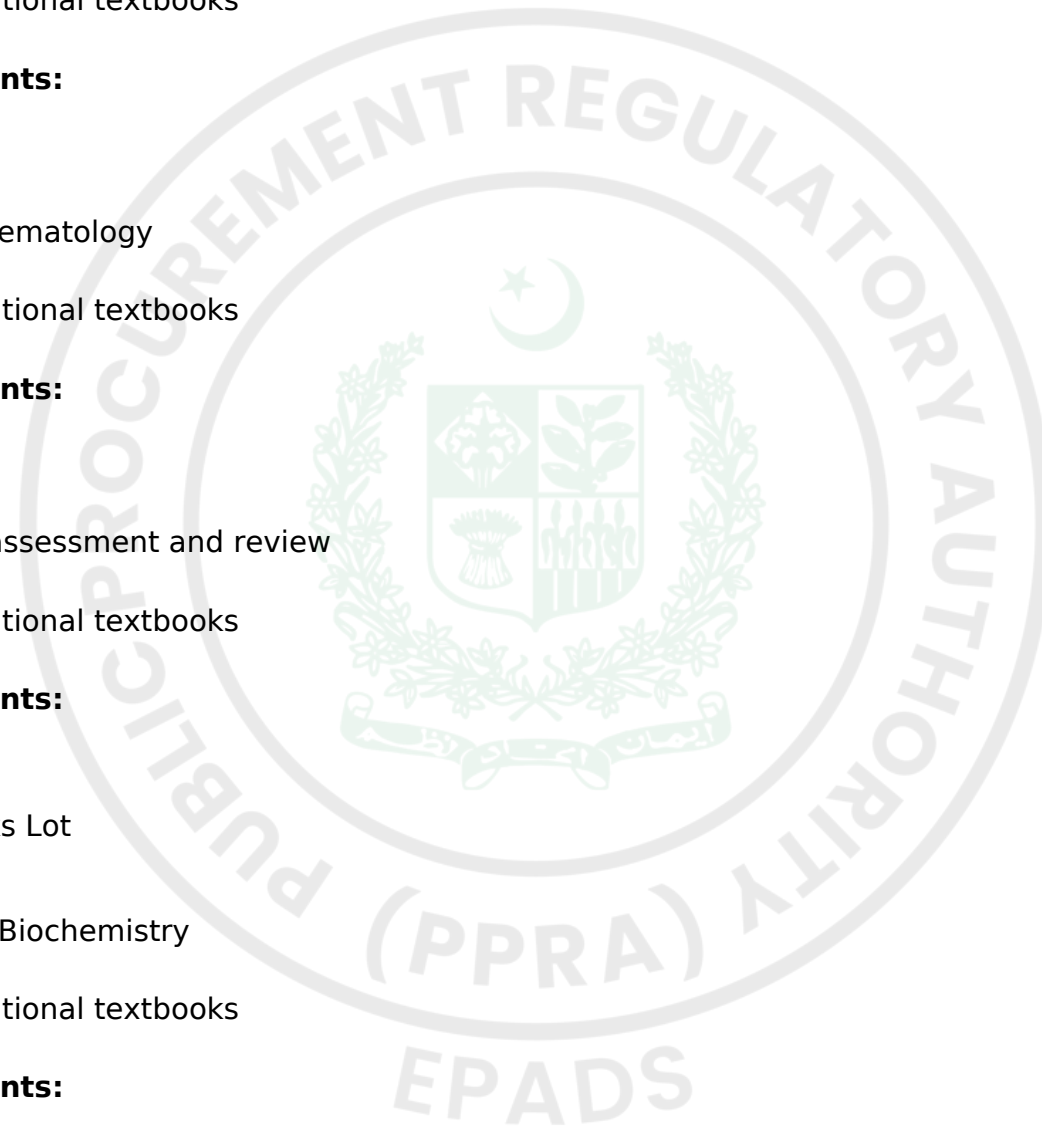 tional textbooks
nts:
ematology
tional textbooks
nts:
assessment and review
tional textbooks
nts:
s Lot
Biochemistry
tional textbooks
nts:
PUBLIC PROCUREMENT REGULATORY AUTHORITY
(PPRA)
EPADS